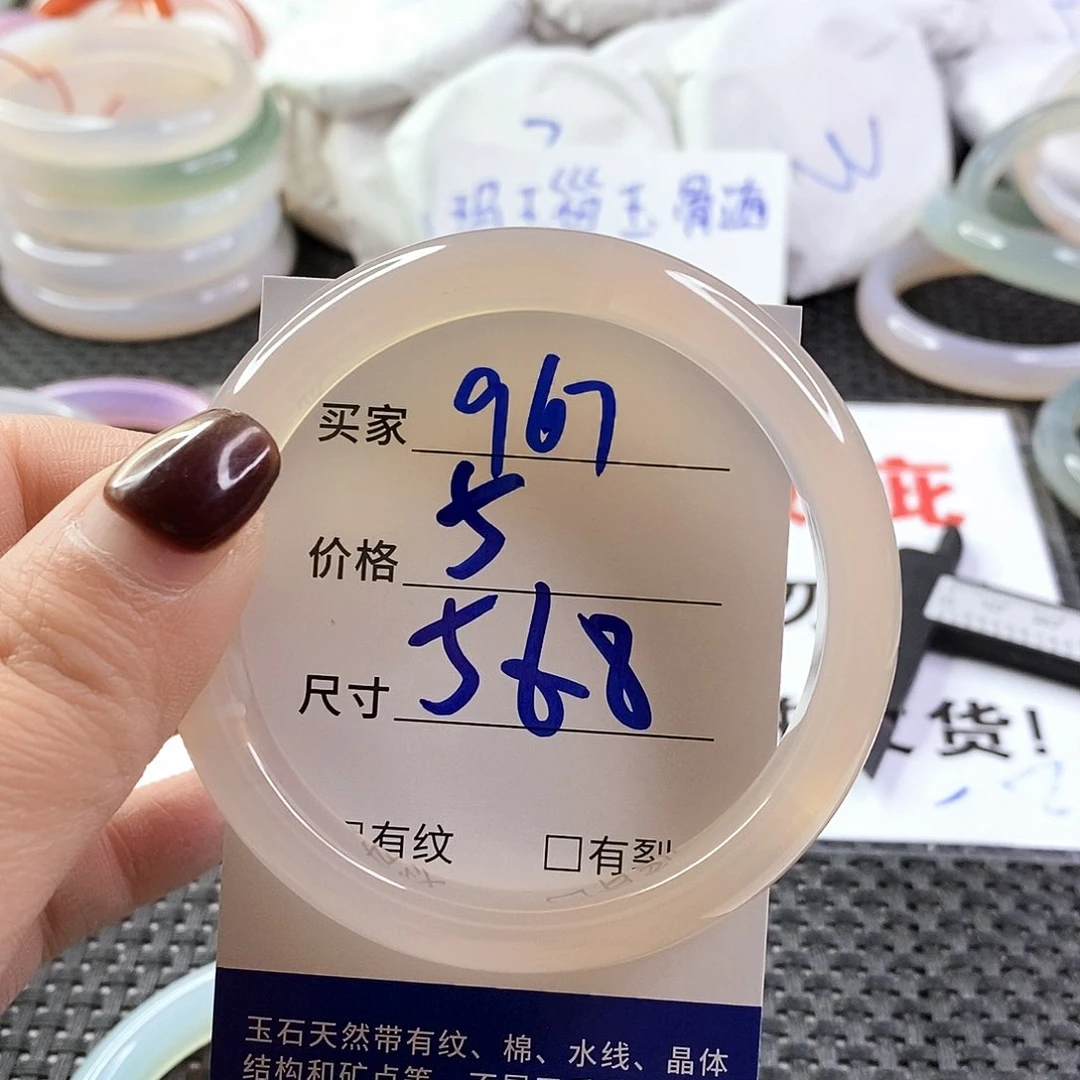 玛瑙玉骨髓
买家 967
价格 5
尺寸 568
□有纹 □有裂
货!
玉石天然带有纹、棉、水线、晶体
结构和矿点等